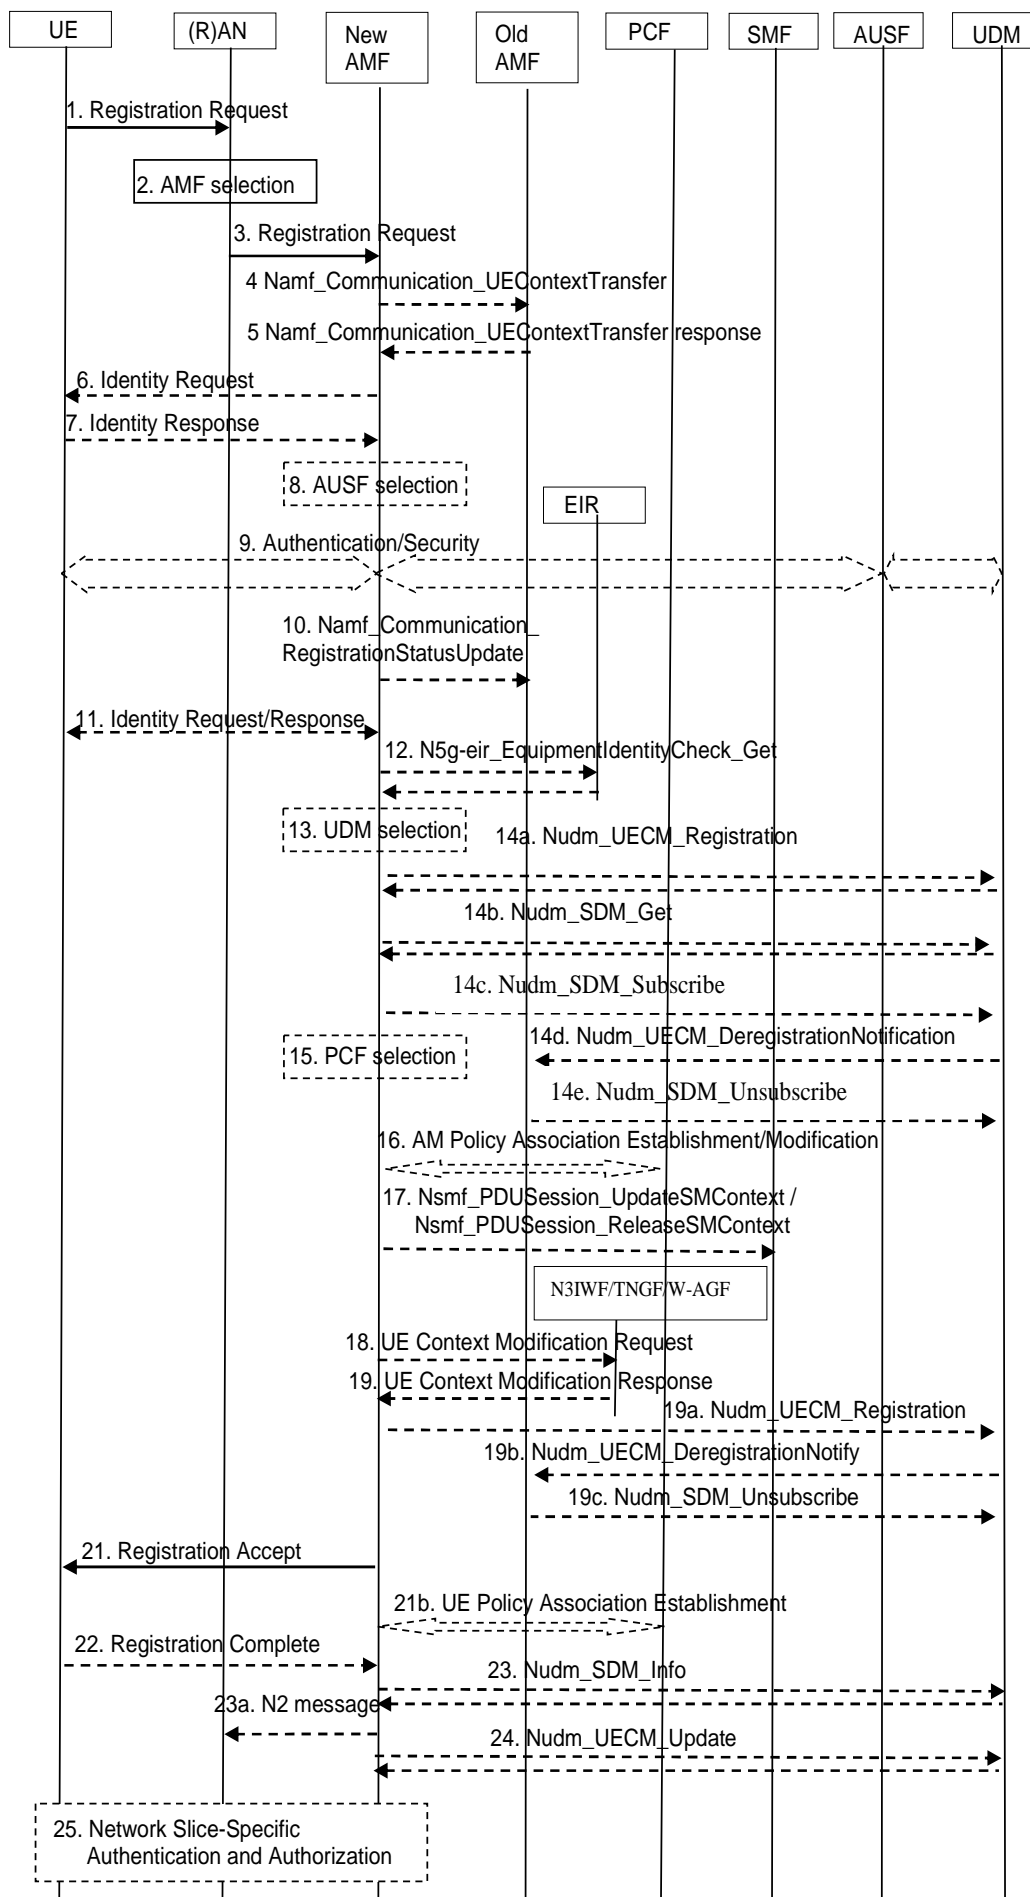 UE
(R)AN
New
AMF
Old
AMF
PCF
SMF
AUSF
UDM
1. Registration Request
2. AMF selection
3. Registration Request
4 Namf_Communication_UEContextTransfer
5 Namf_Communication_UEContextTransfer response
6. Identity Request
7. Identity Response
8. AUSF selection
EIR
9. Authentication/Security
10. Namf_Communication_
RegistrationStatusUpdate
11. Identity Request/Response
12. N5g-eir_EquipmentIdentityCheck_Get
13. UDM selection
14a. Nudm_UECM_Registration
14b. Nudm_SDM_Get
14c. Nudm_SDM_Subscribe
14d. Nudm_UECM_DeregistrationNotification
15. PCF selection
14e. Nudm_SDM_Unsubscribe
16. AM Policy Association Establishment/Modification
17. Nsmf_PDUSession_UpdateSMContext /
Nsmf_PDUSession_ReleaseSMContext
N3IWF/TNGF/W-AGF
18. UE Context Modification Request
19. UE Context Modification Response
19a. Nudm_UECM_Registration
19b. Nudm_UECM_DeregistrationNotify
19c. Nudm_SDM_Unsubscribe
21. Registration Accept
21b. UE Policy Association Establishment
22. Registration Complete
23. Nudm_SDM_Info
23a. N2 message
24. Nudm_UECM_Update
25. Network Slice-Specific
Authentication and Authorization